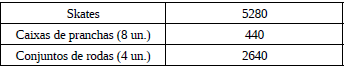 Skates 5280
Caixas de pranchas (8 un.) 440
Conjuntos de rodas (4 un.) 2640